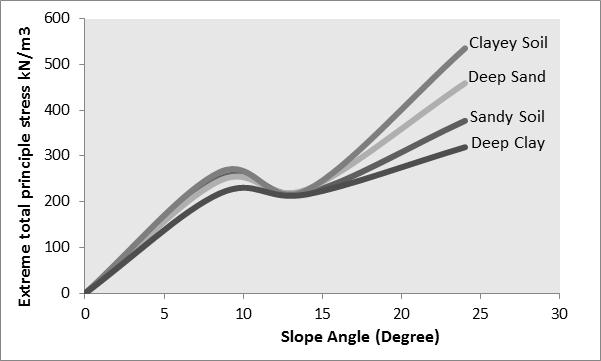 600
500
400
300
200
100
0
Extreme total principle stress kN/m3
Clayey Soil
Deep Sand
Sandy Soil
Deep Clay
0 5 10 15 20 25 30
Slope Angle (Degree)